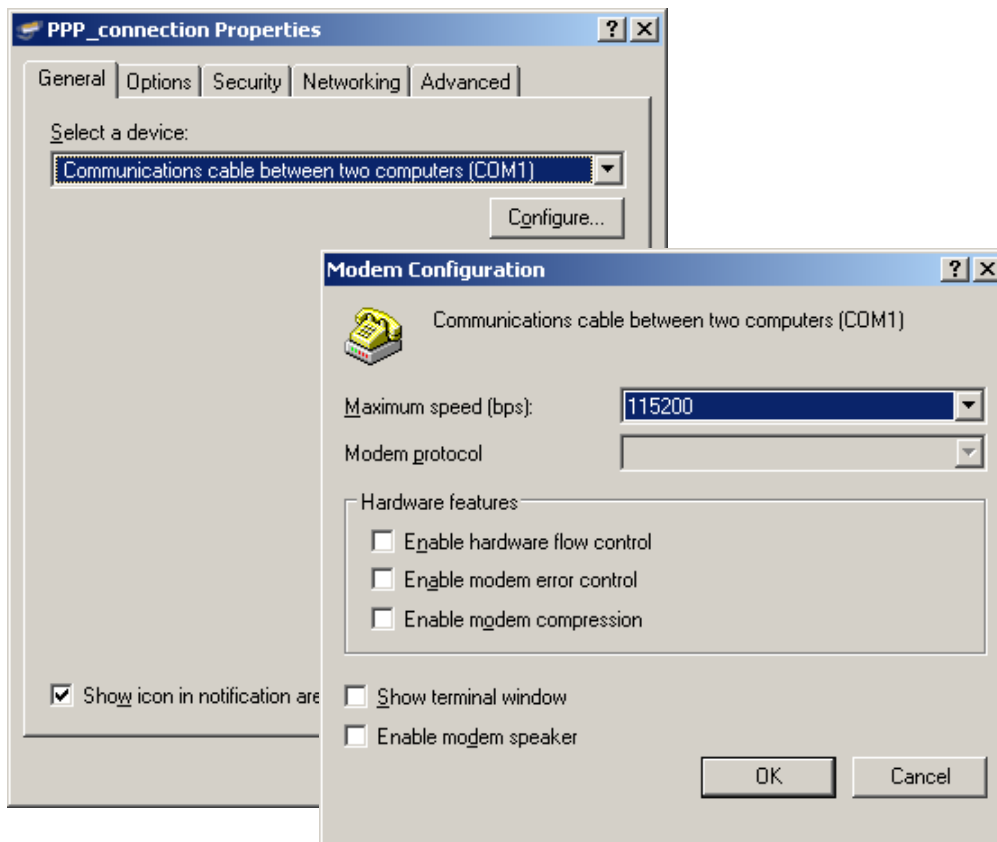 PPP_connection Properties
General Options Security Networking Advanced
Select a device:
Communications cable between two computers (COM1)
Configure...
Show icon in notification are
Modem Configuration
Communications cable between two computers (COM1)
Maximum speed (bps): 115200
Modem protocol
Hardware features
Enable hardware flow control
Enable modem error control
Enable modem compression
Show terminal window
Enable modem speaker
OK Cancel